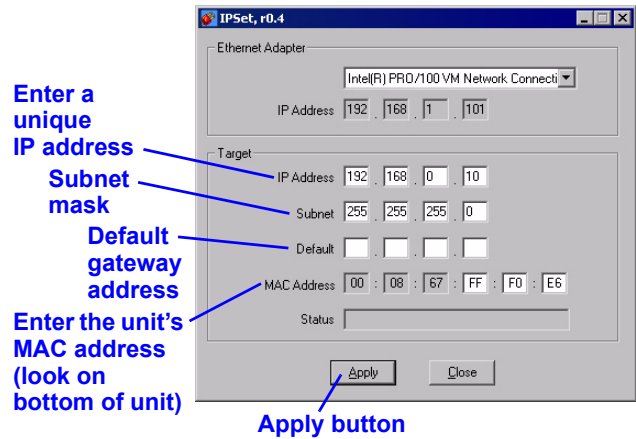 IPSet, r0.4
Ethernet Adapter
Intel(R) PRO/100 VM Network Connecti
IP Address 192 . 168 . 1 . 101
Enter a
unique
IP address
Target
IP Address 192 . 168 . 0 . 10
Subnet
mask
Subnet 255 . 255 . 255 . 0
Default
gateway
address
Default . . .
MAC Address 00 : 08 : 67 : FF : F0 : E6
Enter the unit's
MAC address
(look on
bottom of unit)
Status
Apply Close
Apply button